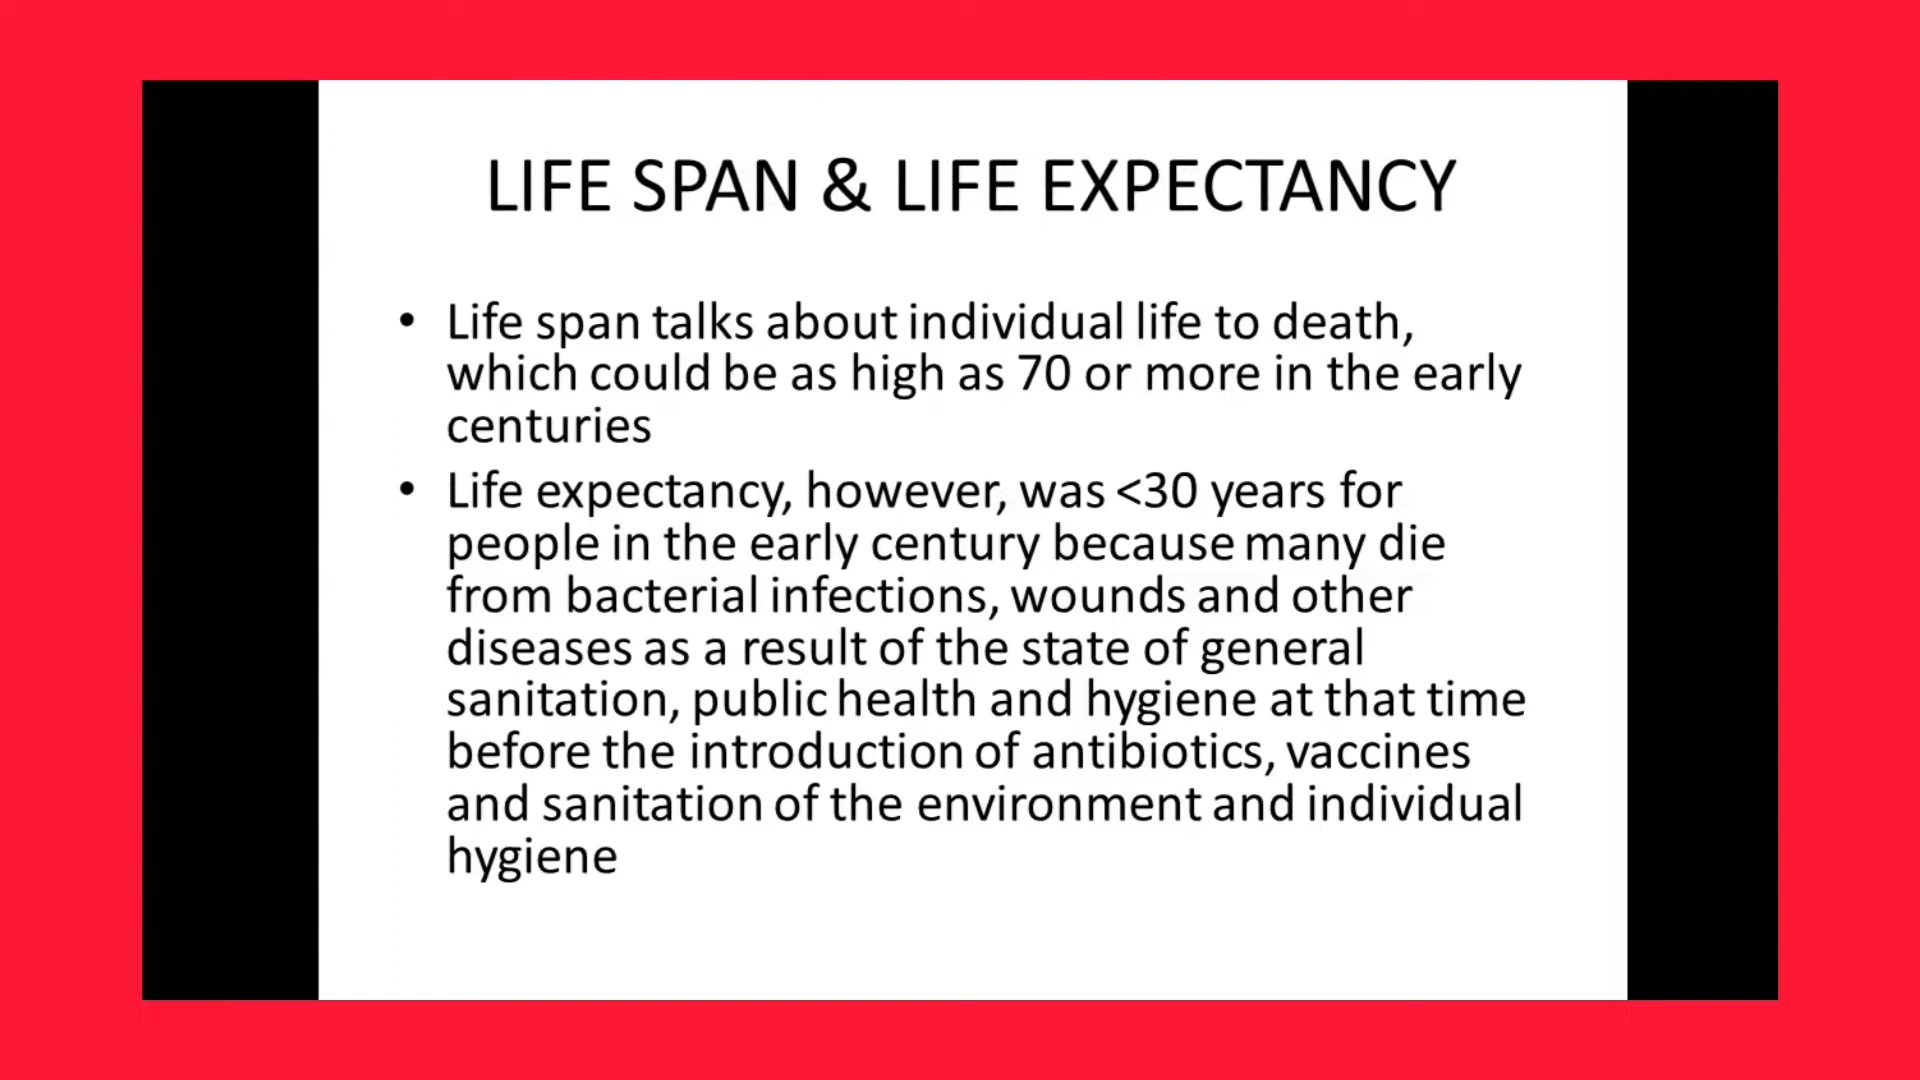 LIFE SPAN & LIFE EXPECTANCY
• Life span talks about individual life to death,
which could be as high as 70 or more in the early
centuries
• Life expectancy, however, was <30 years for
people in the early century because many die
from bacterial infections, wounds and other
diseases as a result of the state of general
sanitation, public health and hygiene at that time
before the introduction of antibiotics, vaccines
and sanitation of the environment and individual
hygiene